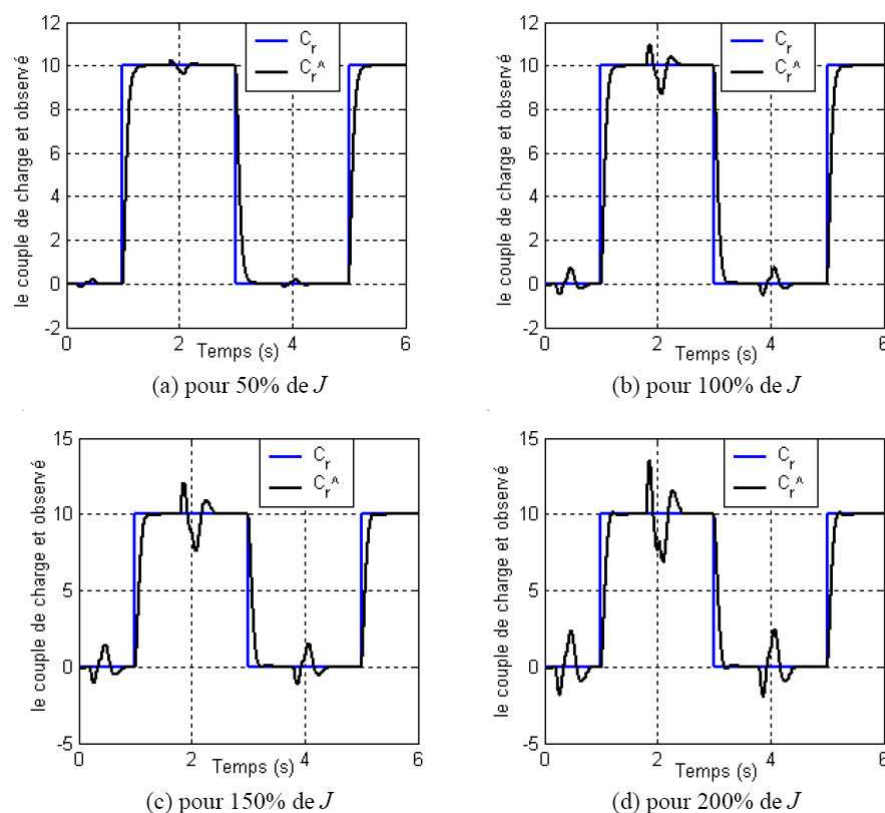 12
10
8
6
4
2
0
-2
le couple de charge et observé
C_r
C_r^
0 2 4 6
Temps (s)
(a) pour 50% de J
12
10
8
6
4
2
0
-2
le couple de charge et observé
C_r
C_r^
0 2 4 6
Temps (s)
(b) pour 100% de J
15
10
5
0
-5
le couple de charge et observé
C_r
C_r^
0 2 4 6
Temps (s)
(c) pour 150% de J
15
10
5
0
-5
le couple de charge et observé
C_r
C_r^
0 2 4 6
Temps (s)
(d) pour 200% de J